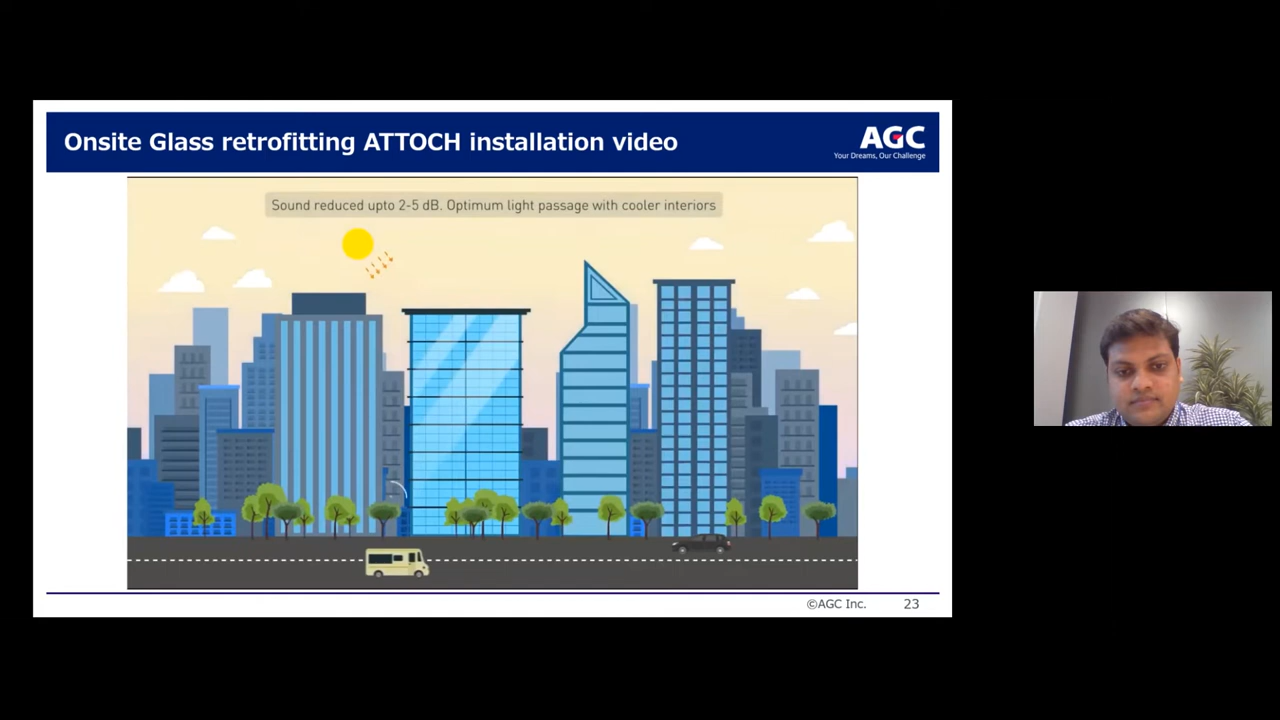 Onsite Glass retrofitting ATTOCH installation video
AGC
Your Dreams, Our Challenge
Sound reduced upto 2-5 dB. Optimum light passage with cooler interiors
©AGC Inc.
23